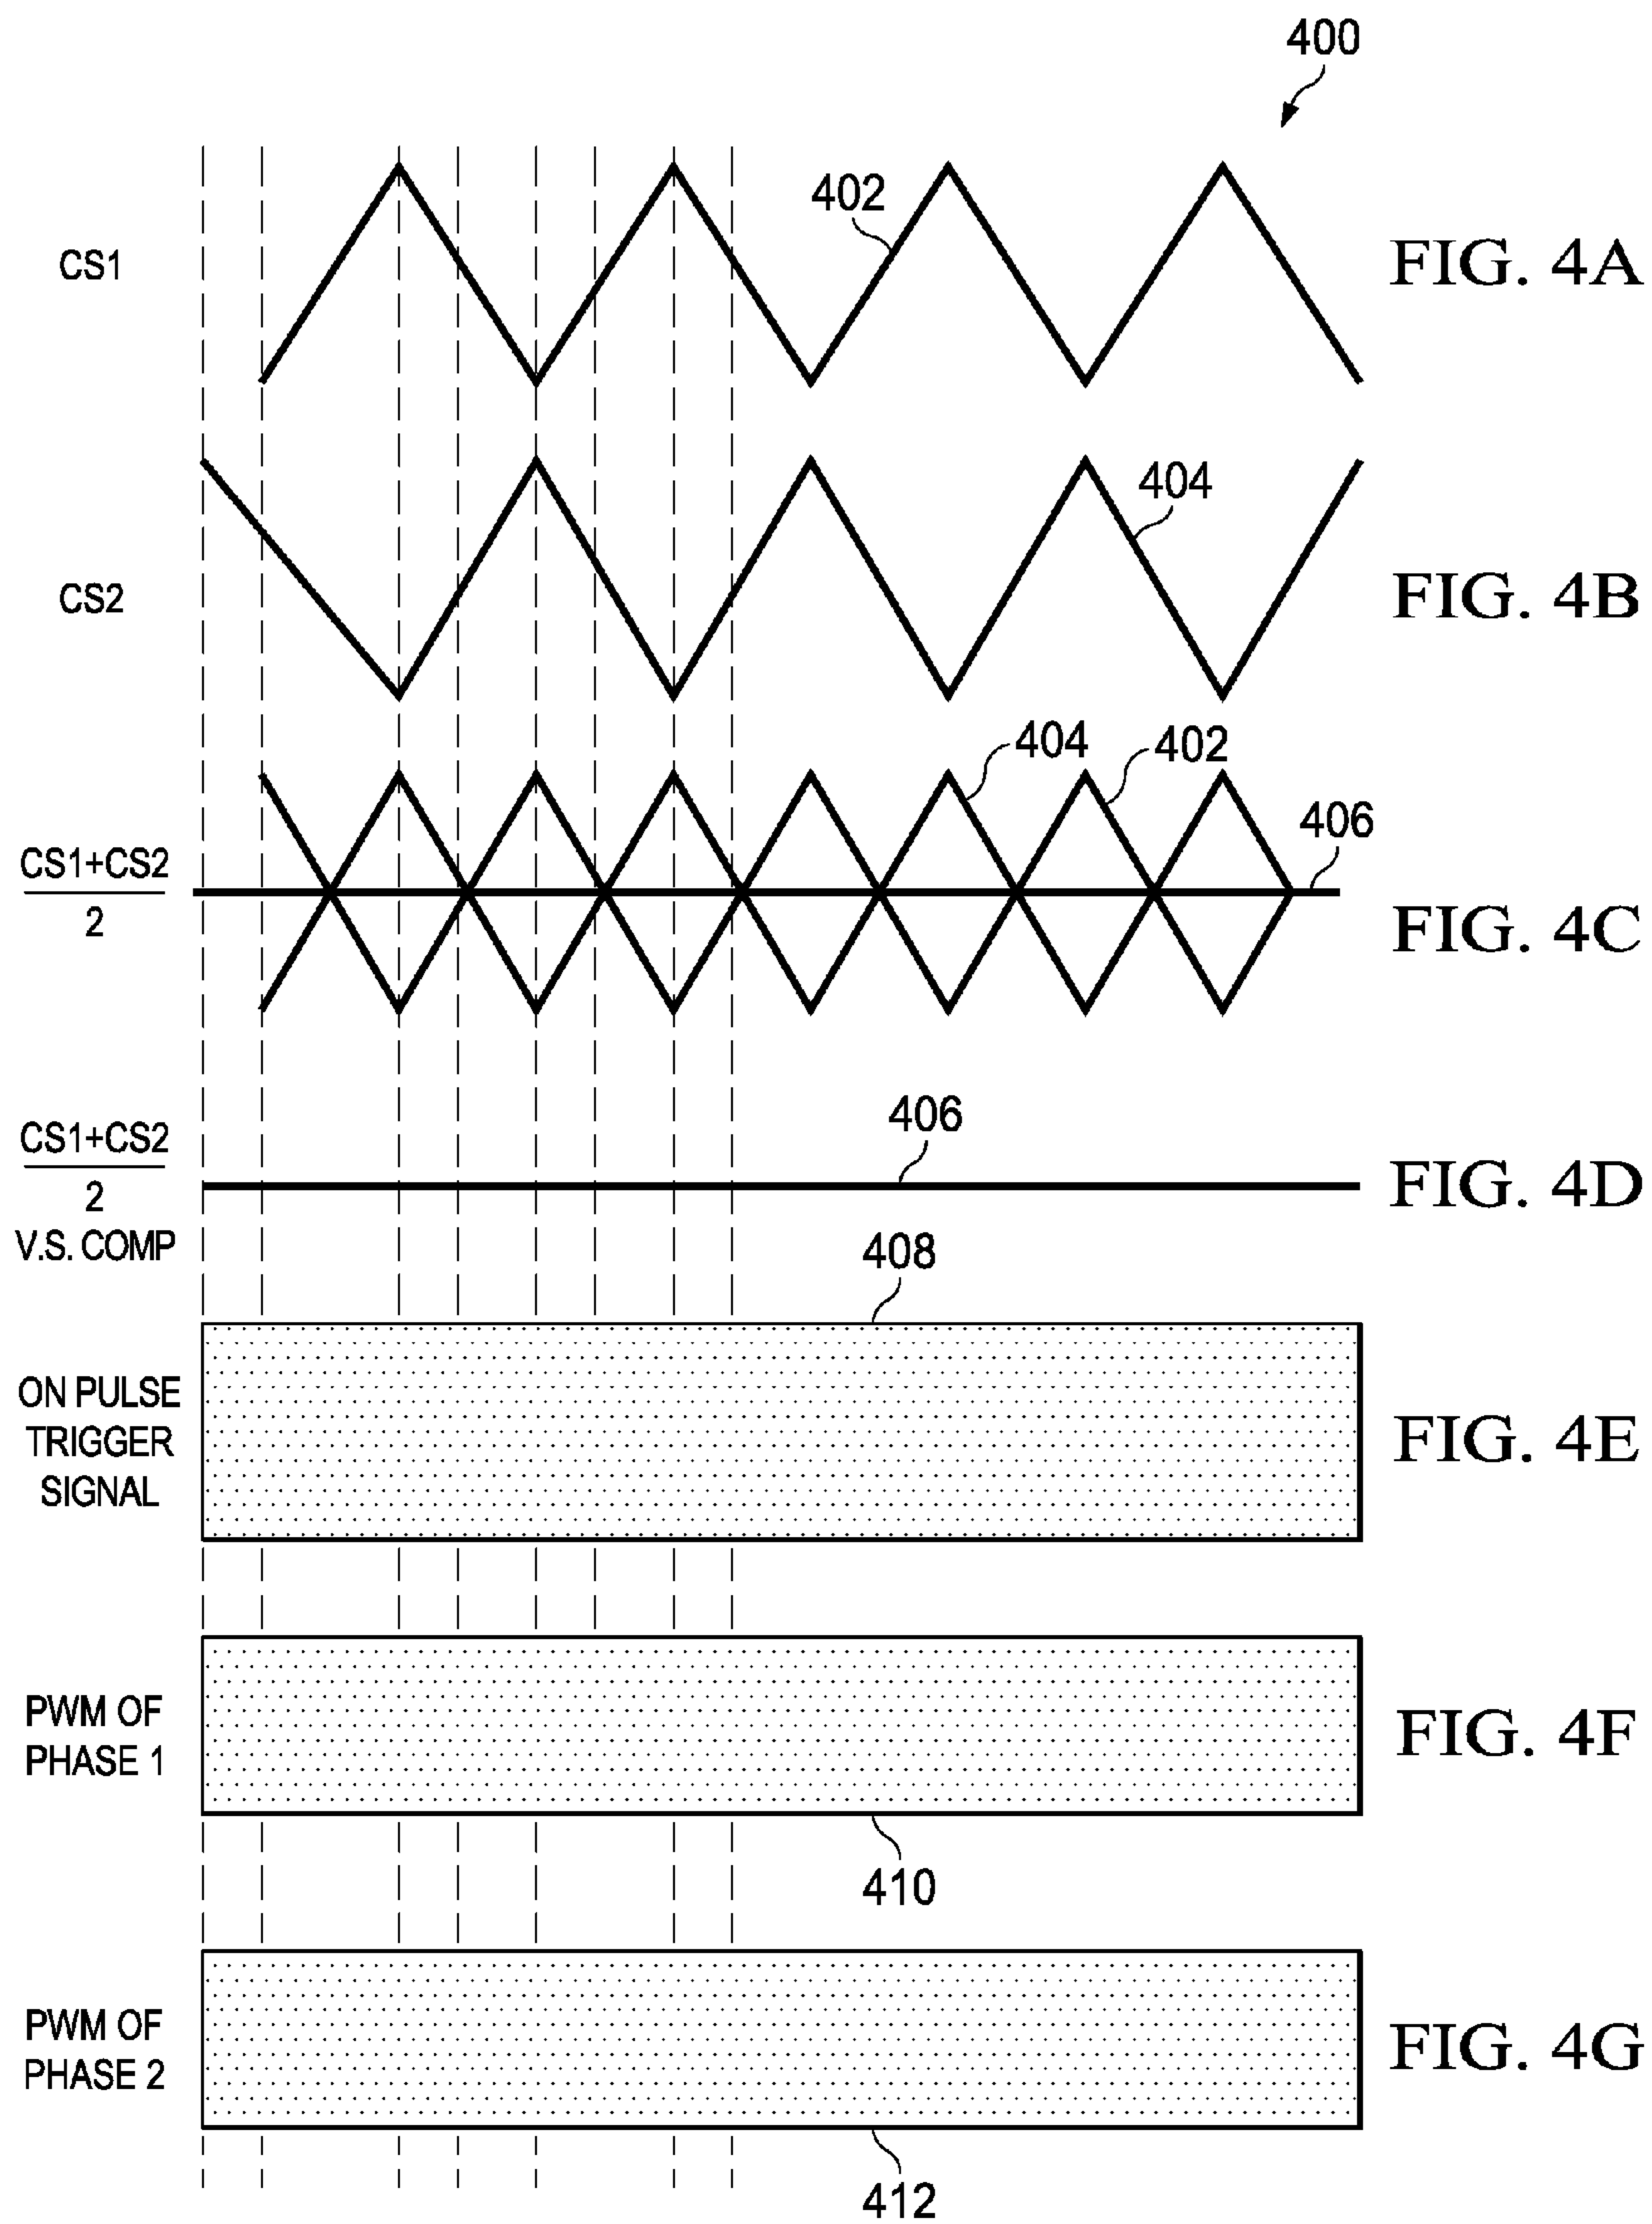 400
402
CS1
FIG. 4A
404
CS2
FIG. 4B
404
402
406
CS1+CS2
2
FIG. 4C
406
CS1+CS2
2
V.S. COMP
FIG. 4D
408
ON PULSE
TRIGGER
SIGNAL
FIG. 4E
PWM OF
PHASE 1
FIG. 4F
410
PWM OF
PHASE 2
FIG. 4G
412